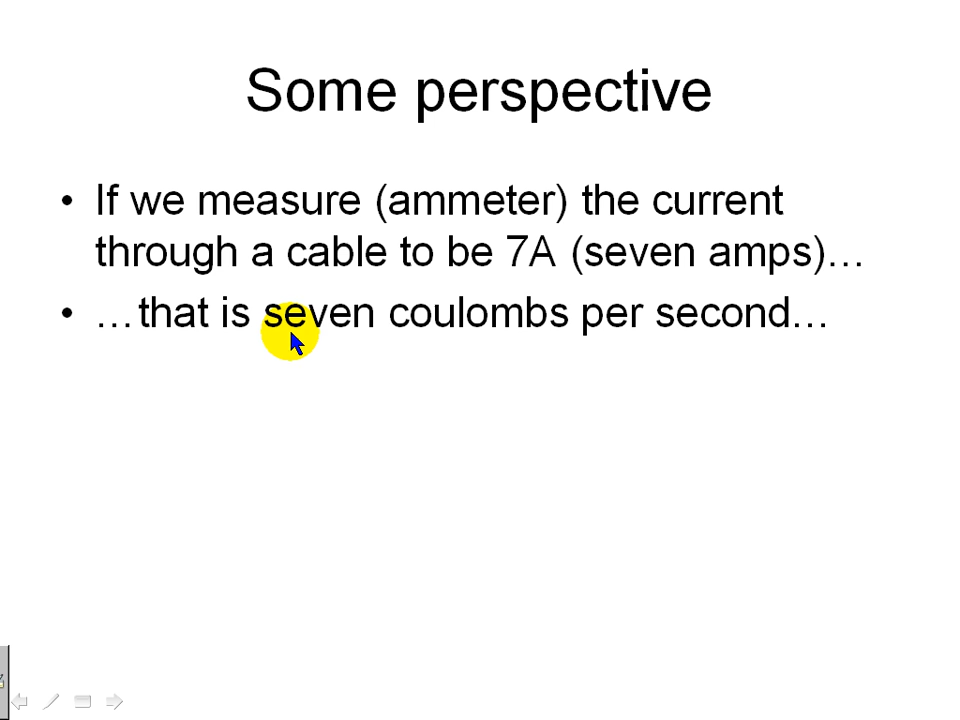 Some perspective
• If we measure (ammeter) the current
through a cable to be 7A (seven amps)…
• …that is seven coulombs per second…